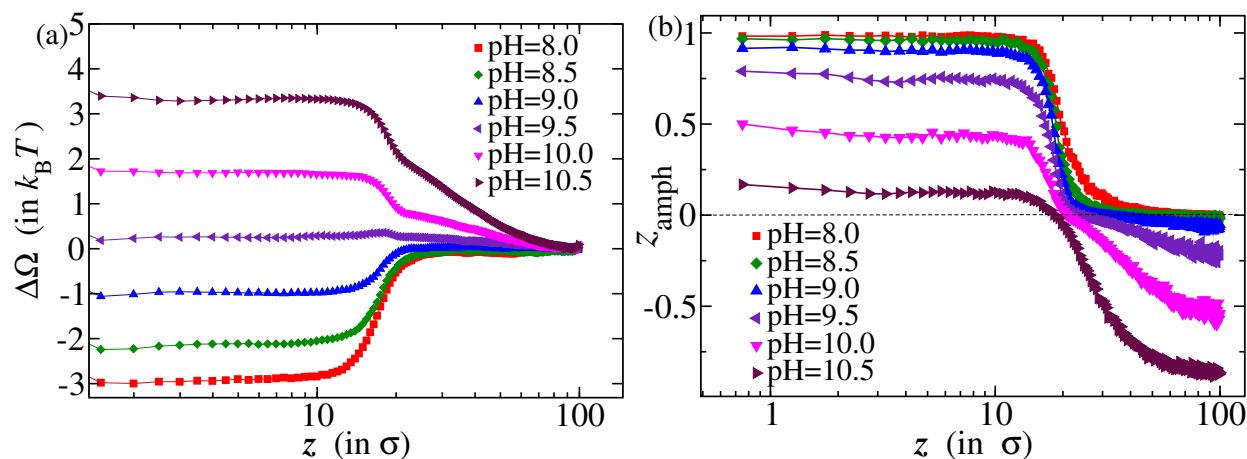 (a)
5
4
3
2
1
0
-1
-2
-3
ΔΩ (in k_BT)
pH=8.0
pH=8.5
pH=9.0
pH=9.5
pH=10.0
pH=10.5
10
100
z (in σ)
(b)
1
0.5
0
-0.5
z_amph
pH=8.0
pH=8.5
pH=9.0
pH=9.5
pH=10.0
pH=10.5
1
10
100
z (in σ)